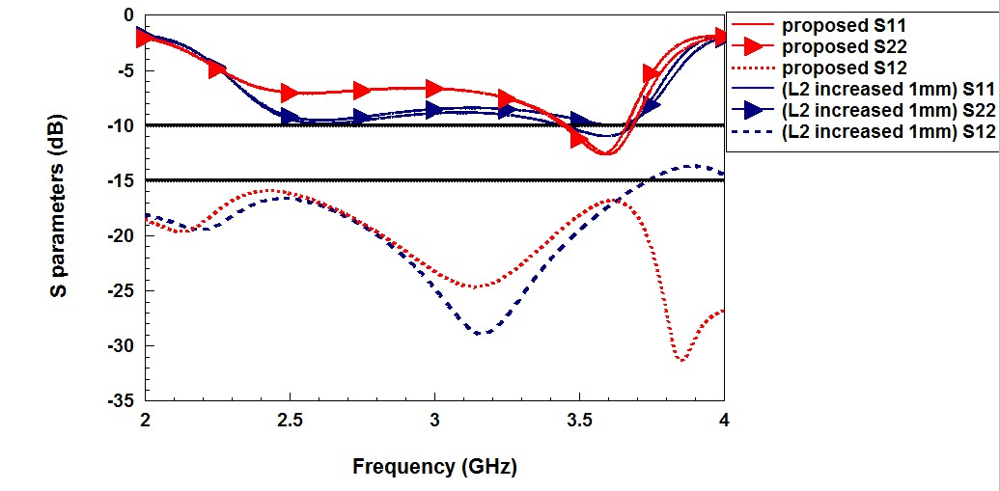 0
-5
-10
-15
-20
-25
-30
-35
S parameters (dB)
2
2.5
3
3.5
4
Frequency (GHz)
proposed S11
proposed S22
proposed S12
(L2 increased 1mm) S11
(L2 increased 1mm) S22
(L2 increased 1mm) S12